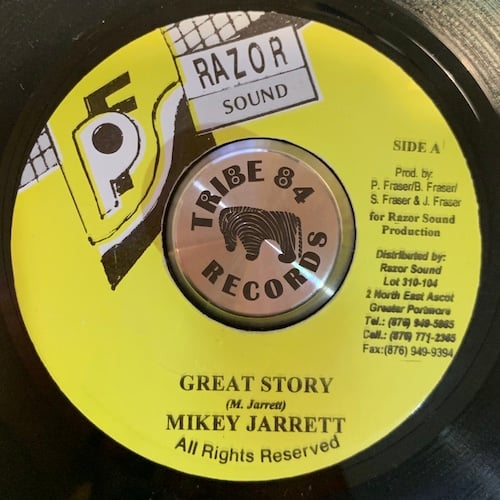 RAZOR
SOUND
SIDE A
Prod. by:
P. Fraser/B. Fraser/
S. Fraser & J. Fraser
for Razor Sound
Production
Distributed by:
Razor Sound
Lot 310-104
2 North East Ascot
Greater Portmore
Tel.: (876) 949-5965
Cell.: (876) 771-2365
Fax:(876) 949-9394
TRIBE 84
RECORDS
GREAT STORY
(M. Jarrett)
MIKEY JARRETT
All Rights Reserved